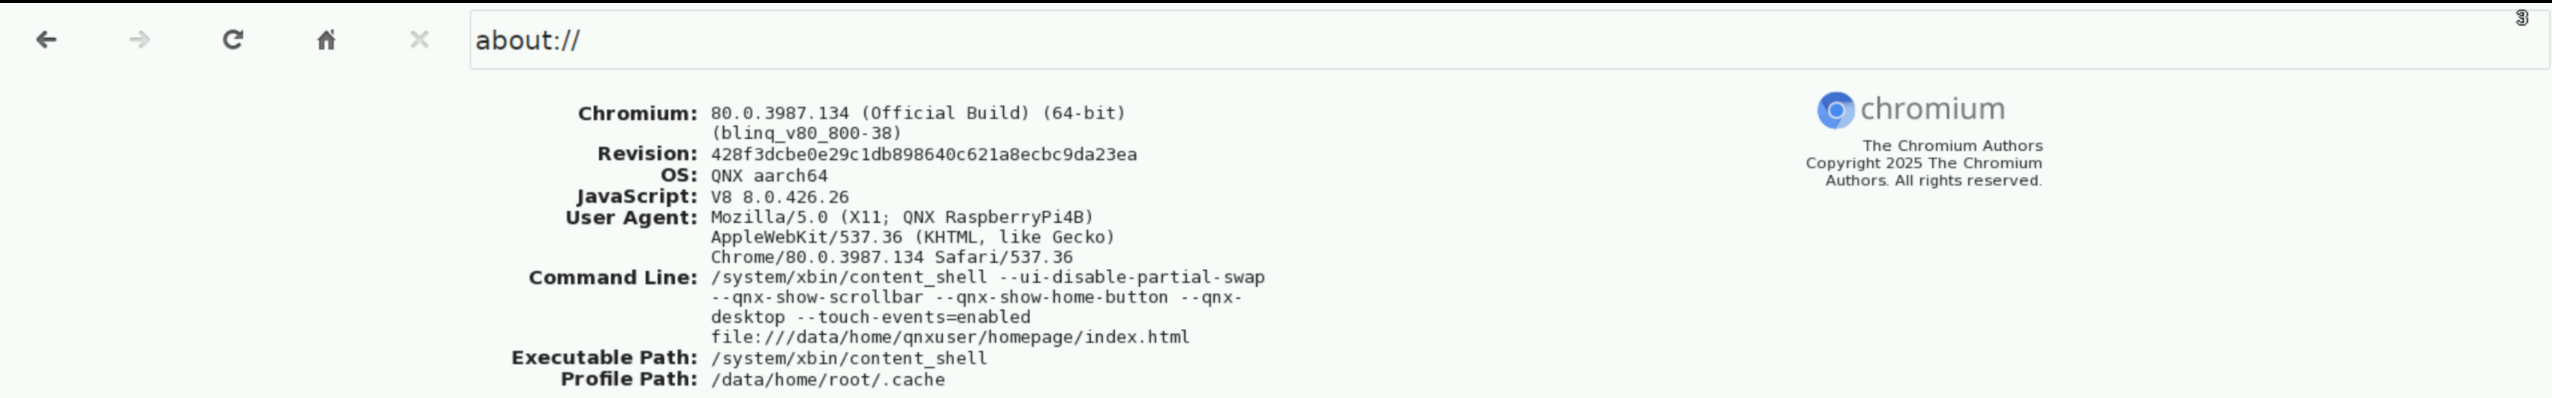 3
about://
chromium
The Chromium Authors
Copyright 2025 The Chromium
Authors. All rights reserved.
Chromium: 80.0.3987.134 (Official Build) (64-bit)
(blinq_v80_800-38)
Revision: 428f3dcbe0e29c1db898640c621a8ecbc9da23ea
OS: QNX aarch64
JavaScript: V8 8.0.426.26
User Agent: Mozilla/5.0 (X11; QNX RaspberryPi4B)
AppleWebKit/537.36 (KHTML, like Gecko)
Chrome/80.0.3987.134 Safari/537.36
Command Line: /system/xbin/content_shell --ui-disable-partial-swap
--qnx-show-scrollbar --qnx-show-home-button --qnx-
desktop --touch-events=enabled
file:///data/home/qnxuser/homepage/index.html
Executable Path: /system/xbin/content_shell
Profile Path: /data/home/root/.cache